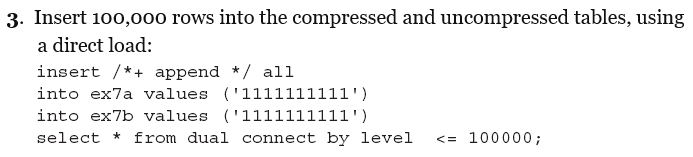 3. Insert 100,000 rows into the compressed and uncompressed tables, using
a direct load:
insert /*+ append */ all
into ex7a values ('1111111111')
into ex7b values ('1111111111')
select * from dual connect by level  <= 100000;